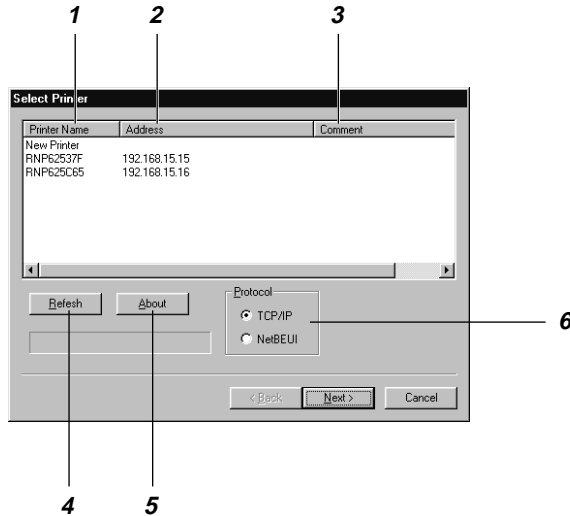 1 2 3
Select Printer
Printer Name Address Comment
New Printer
RNP62537F 192.168.15.15
RNP625C65 192.168.15.16
Refesh About Protocol
TCP/IP
NetBEUI
6
< Back Next > Cancel
4 5